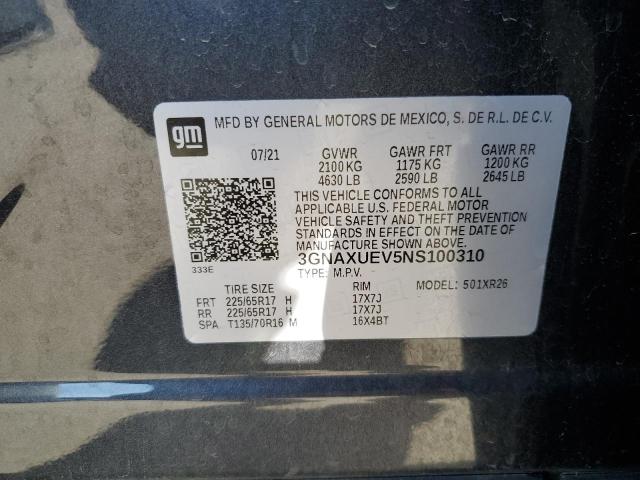 gm
MFD BY GENERAL MOTORS DE MEXICO, S. DE R.L. DE C.V.
07/21 GVWR GAWR FRT GAWR RR
2100 KG 1175 KG 1200 KG
4630 LB 2590 LB 2645 LB
THIS VEHICLE CONFORMS TO ALL
APPLICABLE U.S. FEDERAL MOTOR
VEHICLE SAFETY AND THEFT PREVENTION
STANDARDS IN EFFECT ON THE DATE OF
MANUFACTURE SHOWN ABOVE.
3GNAXUEV5NS100310
333E TYPE: M.P.V. MODEL: 501XR26
TIRE SIZE RIM
FRT 225/65R17 H 17X7J
RR 225/65R17 H 17X7J
SPA T135/70R16 M 16X4BT